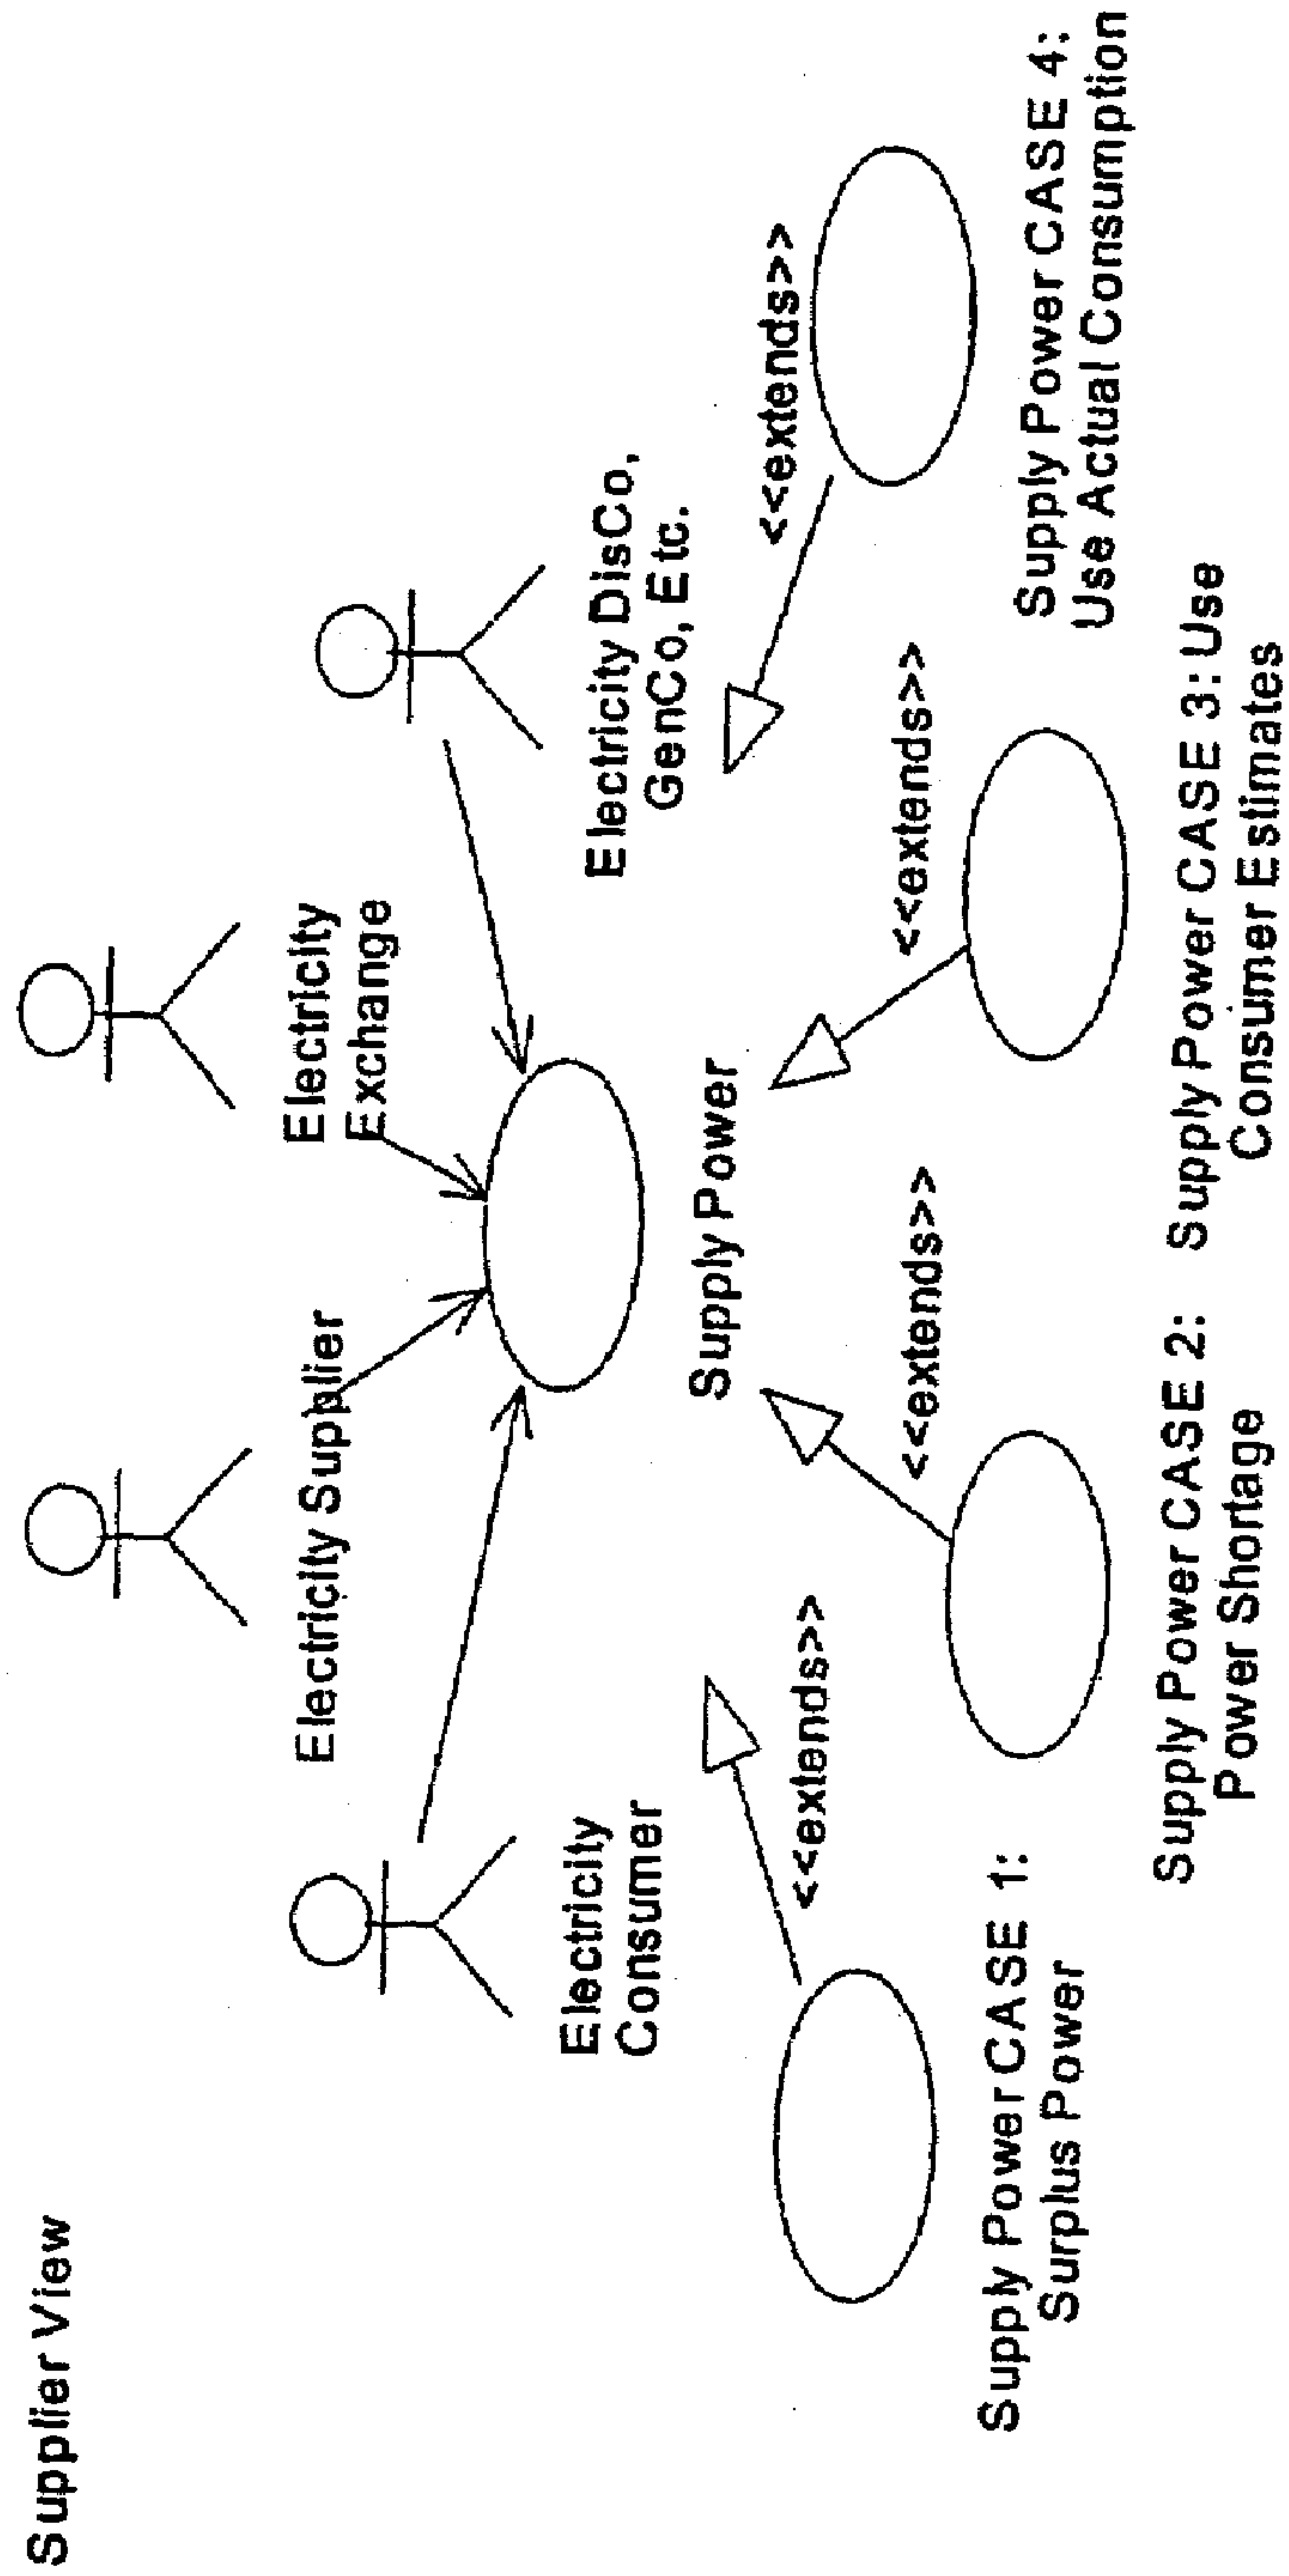 Supplier View
Electricity Supplier
Electricity
Exchange
Electricity
Consumer
Electricity DisCo,
GenCo, Etc.
Supply Power
<<extends>>
<<extends>>
<<extends>>
<<extends>>
Supply Power CASE 1:
Surplus Power
Supply Power CASE 2:
Power Shortage
Supply Power CASE 3: Use
Consumer Estimates
Supply Power CASE 4:
Use Actual Consumption